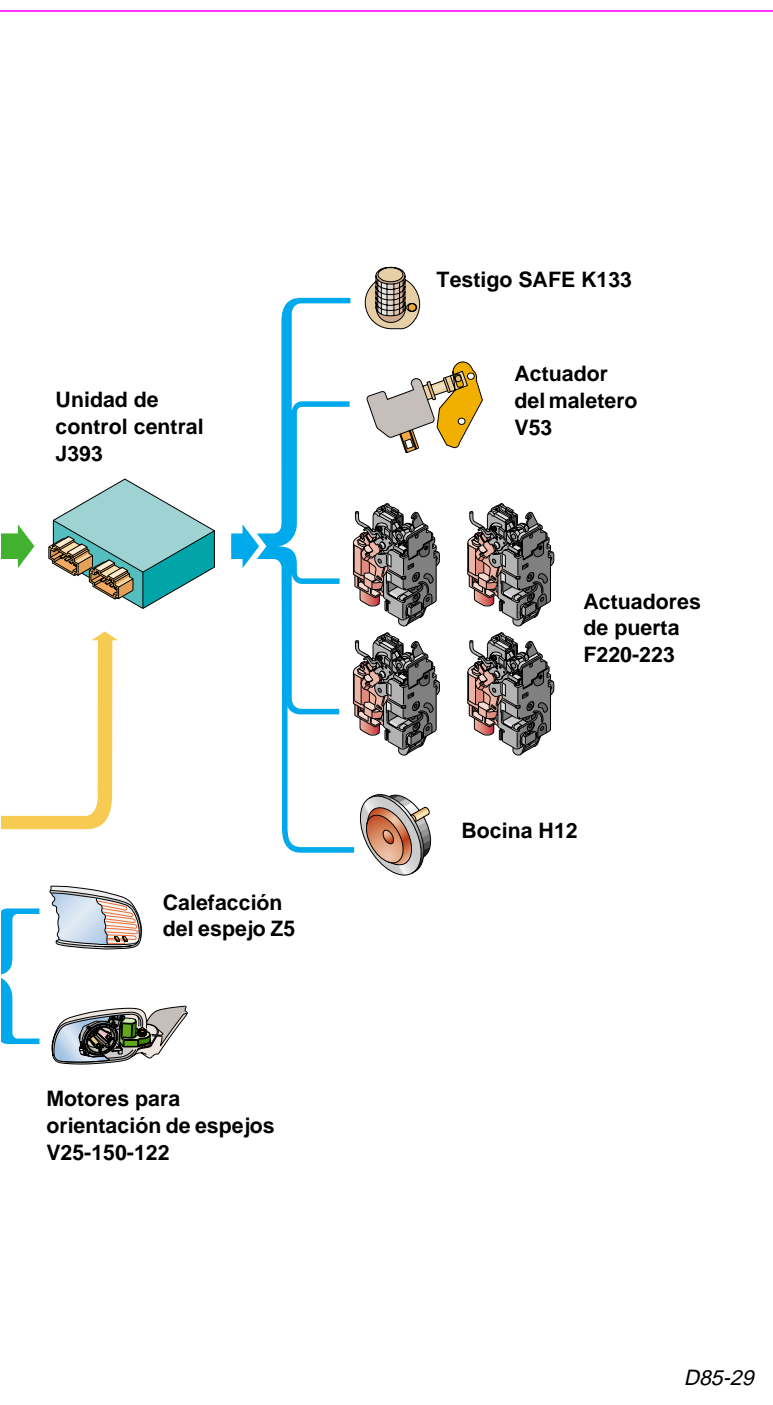 Testigo SAFE K133
Actuador
del maletero
V53
Unidad de
control central
J393
Actuadores
de puerta
F220-223
Bocina H12
Calefacción
del espejo Z5
Motores para
orientación de espejos
V25-150-122
D85-29